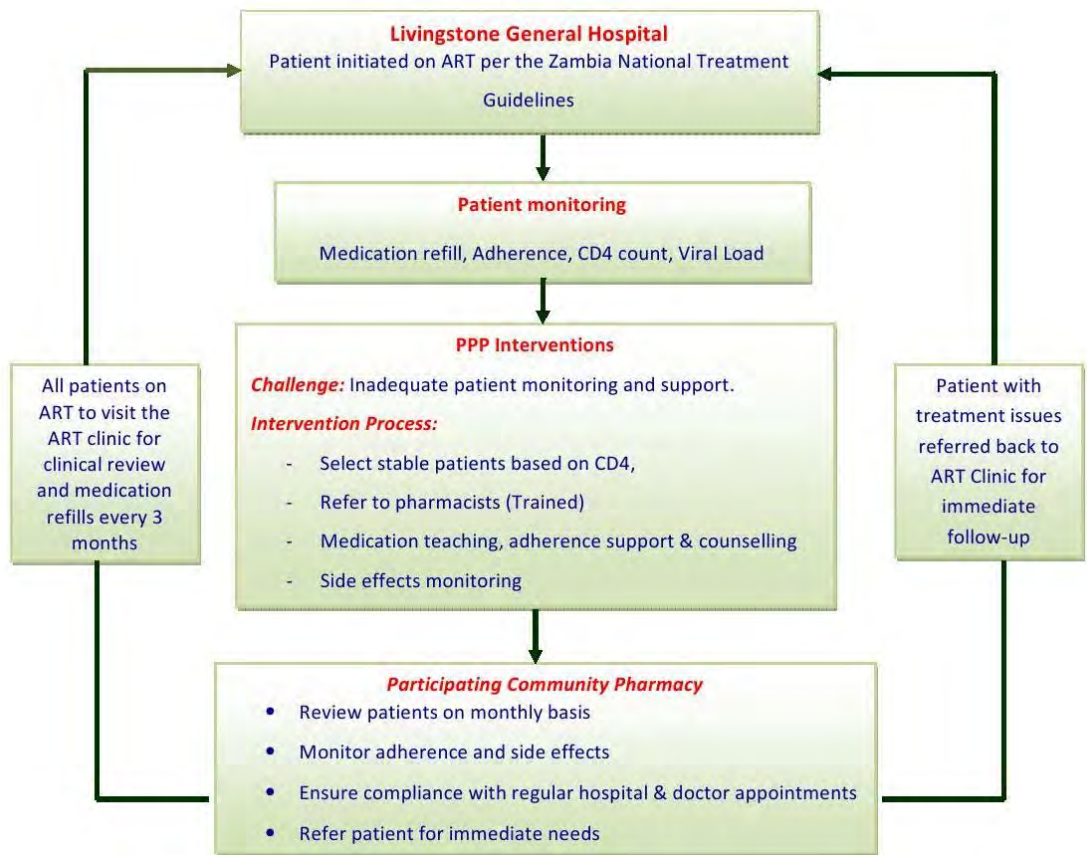 Livingstone General Hospital
Patient initiated on ART per the Zambia National Treatment
Guidelines
Patient monitoring
Medication refill, Adherence, CD4 count, Viral Load
PPP Interventions
Challenge: Inadequate patient monitoring and support.
Intervention Process:
- Select stable patients based on CD4,
- Refer to pharmacists (Trained)
- Medication teaching, adherence support & counselling
- Side effects monitoring
All patients on
ART to visit the
ART clinic for
clinical review
and medication
refills every 3
months
Patient with
treatment issues
referred back to
ART Clinic for
immediate
follow-up
Participating Community Pharmacy
• Review patients on monthly basis
• Monitor adherence and side effects
• Ensure compliance with regular hospital & doctor appointments
• Refer patient for immediate needs